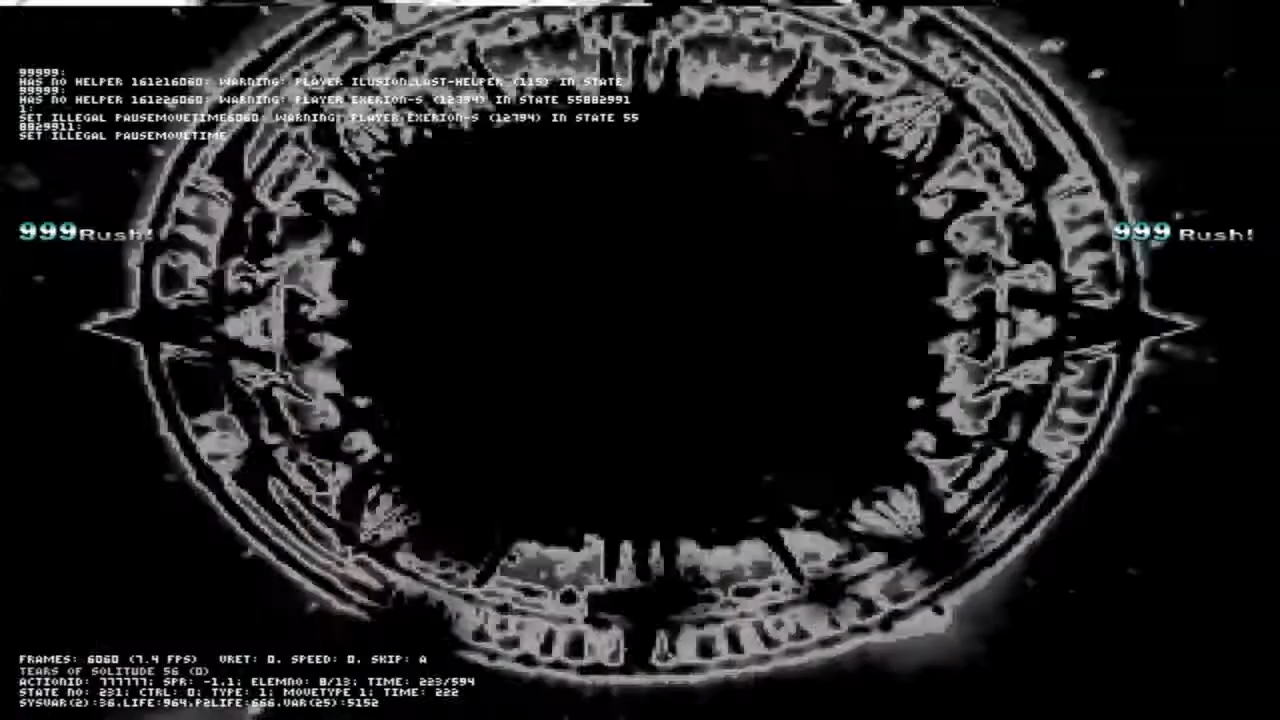 99999:
HAS NO HELPER 161216060: WARNING: PLAYER ILUSION_LAST-HELPER (115) IN STATE
99999:
HAS NO HELPER 161226060: WARNING: PLAYER EXERION-S (12794) IN STATE 55882991
1:
SET ILLEGAL PAUSEMOVETIME6060: WARNING: PLAYER EXERION-S (12794) IN STATE 55
8829911:
SET ILLEGAL PAUSEMOVETIME
999Rush! 999 Rush!
FRAMES: 6060 (7.4 FPS) VRET: 0. SPEED: 0. SKIP: A
TEARS OF SOLITUDE 56 (0)
ACTIONID: 777777; SPR: -1,1; ELEMNO: 8/13; TIME: 223/594
STATE NO: 231; CTRL: 0; TYPE: 1; MOVETYPE 1; TIME: 222
SYSVAR(2):36,LIFE:964,P2LIFE:666,VAR(25):5152